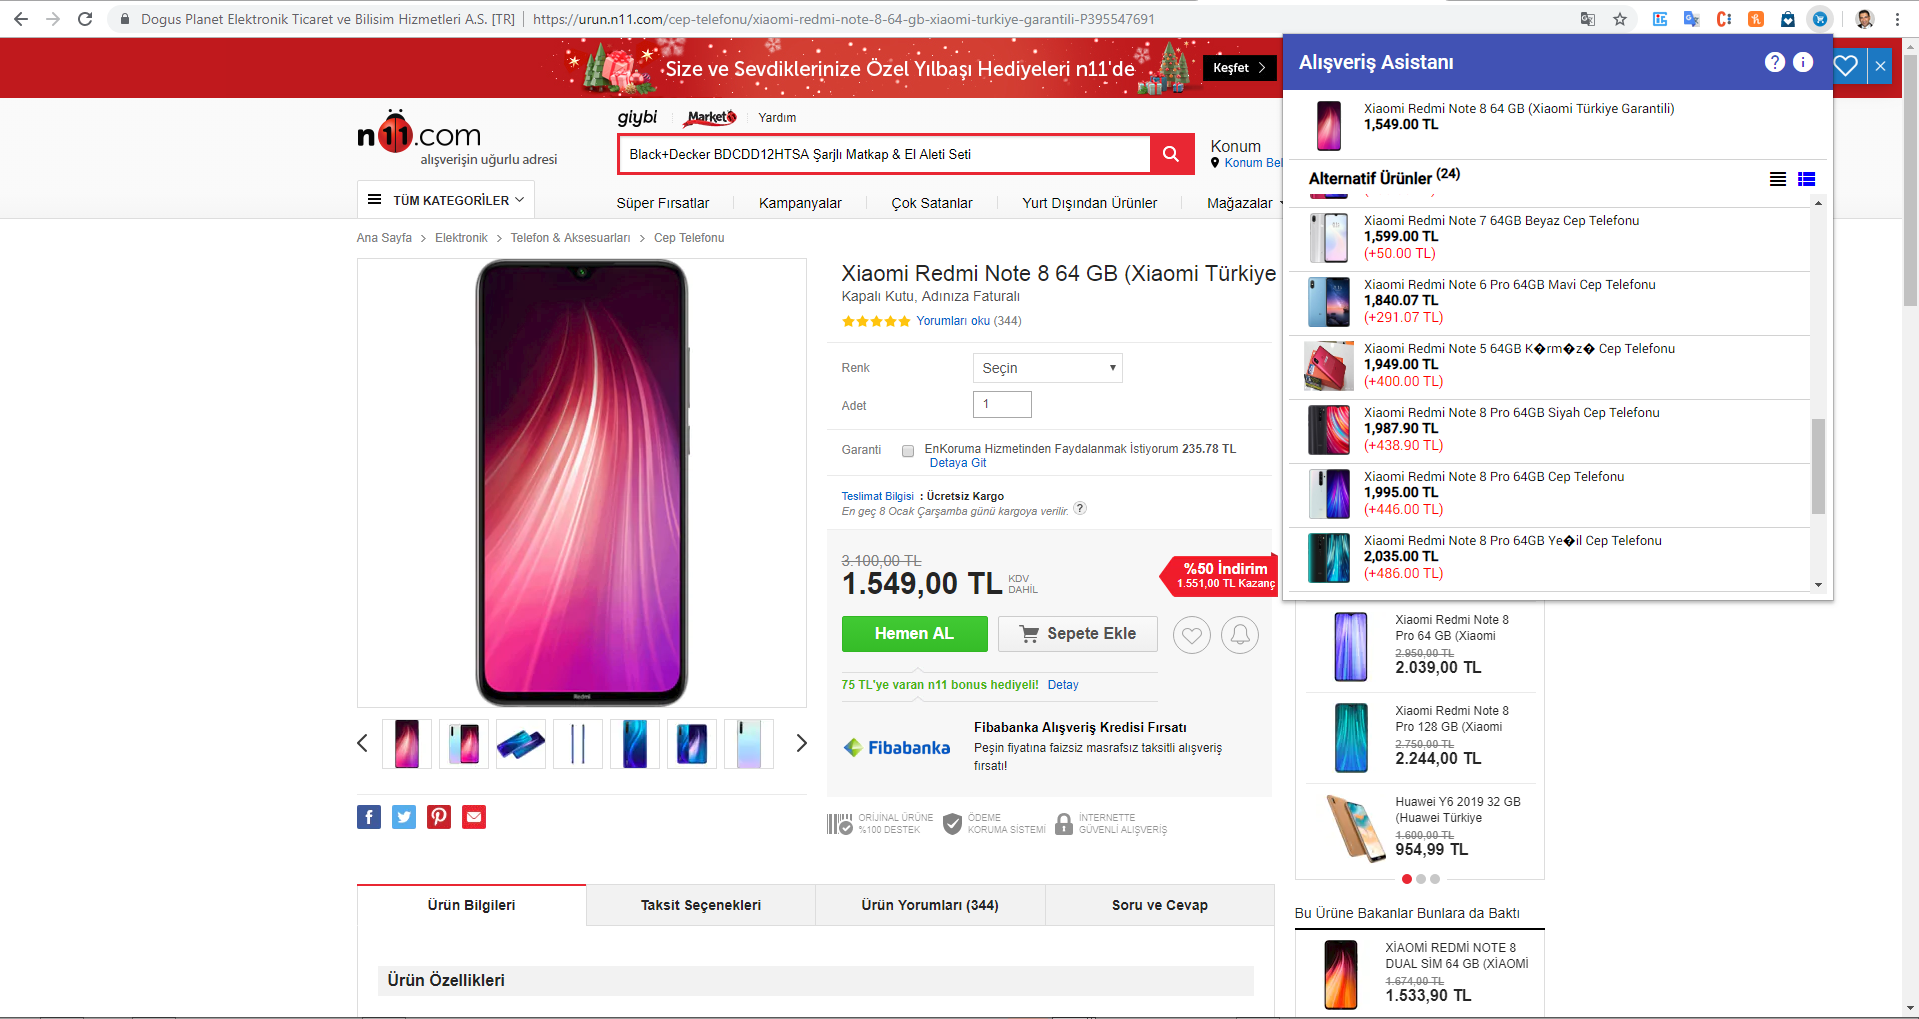 Dogus Planet Elektronik Ticaret ve Bilisim Hizmetleri A.S. [TR]
https://urun.n11.com/cep-telefonu/xiaomi-redmi-note-8-64-gb-xiaomi-turkiye-garantili-P395547691
Size ve Sevdiklerinize Özel Yılbaşı Hediyeleri n11'de
Keşfet
n11.com
alışverişin uğurlu adresi
giybi
Market
Yardım
Black+Decker BDCDD12HTSA Şarjlı Matkap & El Aleti Seti
Konum
Konum Bel
TÜM KATEGORİLER
Süper Fırsatlar
Kampanyalar
Çok Satanlar
Yurt Dışından Ürünler
Mağazalar
Ana Sayfa > Elektronik > Telefon & Aksesuarları > Cep Telefonu
Redmi
Xiaomi Redmi Note 8 64 GB (Xiaomi Türkiye
Kapalı Kutu, Adınıza Faturalı
Yorumları oku (344)
Renk
Seçin
Adet
1
Garanti
EnKoruma Hizmetinden Faydalanmak İstiyorum 235.78 TL
Detaya Git
Teslimat Bilgisi : Ücretsiz Kargo
En geç 8 Ocak Çarşamba günü kargoya verilir. ?
3.100,00 TL
1.549,00 TL
KDV
DAHİL
%50 İndirim
1.551,00 TL Kazanç
Hemen AL
Sepete Ekle
75 TL'ye varan n11 bonus hediyeli! Detay
Fibabanka
Fibabanka Alışveriş Kredisi Fırsatı
Peşin fiyatına faizsiz masrafsız taksitli alışveriş
fırsatı!
ORİJİNAL ÜRÜNE
%100 DESTEK
ÖDEME
KORUMA SİSTEMİ
İNTERNETTE
GÜVENLİ ALIŞVERİŞ
Ürün Bilgileri
Taksit Seçenekleri
Ürün Yorumları (344)
Soru ve Cevap
Ürün Özellikleri
Alışveriş Asistanı
Xiaomi Redmi Note 8 64 GB (Xiaomi Türkiye Garantili)
1,549.00 TL
Alternatif Ürünler (24)
Xiaomi Redmi Note 7 64GB Beyaz Cep Telefonu
1,599.00 TL
(+50.00 TL)
Xiaomi Redmi Note 6 Pro 64GB Mavi Cep Telefonu
1,840.07 TL
(+291.07 TL)
Xiaomi Redmi Note 5 64GB K�rm�z� Cep Telefonu
1,949.00 TL
(+400.00 TL)
Xiaomi Redmi Note 8 Pro 64GB Siyah Cep Telefonu
1,987.90 TL
(+438.90 TL)
Xiaomi Redmi Note 8 Pro 64GB Cep Telefonu
1,995.00 TL
(+446.00 TL)
Xiaomi Redmi Note 8 Pro 64GB Ye�il Cep Telefonu
2,035.00 TL
(+486.00 TL)
Xiaomi Redmi Note 8
Pro 64 GB (Xiaomi
2.950,00 TL
2.039,00 TL
Xiaomi Redmi Note 8
Pro 128 GB (Xiaomi
2.750,00 TL
2.244,00 TL
Huawei Y6 2019 32 GB
(Huawei Türkiye
1.600,00 TL
954,99 TL
Bu Ürüne Bakanlar Bunlara da Baktı
XİAOMİ REDMİ NOTE 8
DUAL SİM 64 GB (XİAOMİ
1.674,00 TL
1.533,90 TL